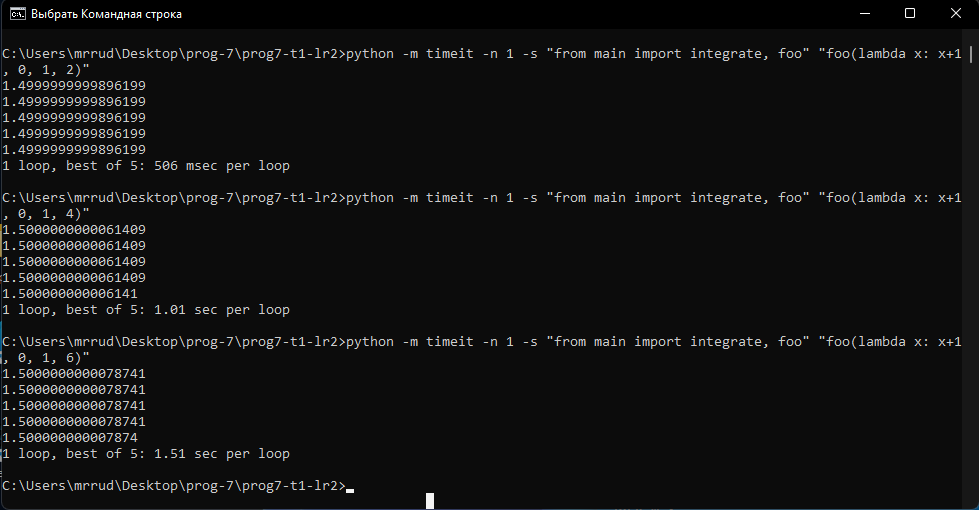 Выбрать Командная строка
C:\Users\mrrud\Desktop\prog-7\prog7-t1-lr2>python -m timeit -n 1 -s "from main import integrate, foo" "foo(lambda x: x+1
, 0, 1, 2)"
1.4999999999896199
1.4999999999896199
1.4999999999896199
1.4999999999896199
1.4999999999896199
1 loop, best of 5: 506 msec per loop
C:\Users\mrrud\Desktop\prog-7\prog7-t1-lr2>python -m timeit -n 1 -s "from main import integrate, foo" "foo(lambda x: x+1
, 0, 1, 4)"
1.5000000000061409
1.5000000000061409
1.5000000000061409
1.5000000000061409
1.500000000006141
1 loop, best of 5: 1.01 sec per loop
C:\Users\mrrud\Desktop\prog-7\prog7-t1-lr2>python -m timeit -n 1 -s "from main import integrate, foo" "foo(lambda x: x+1
, 0, 1, 6)"
1.5000000000078741
1.5000000000078741
1.5000000000078741
1.5000000000078741
1.500000000007874
1 loop, best of 5: 1.51 sec per loop
C:\Users\mrrud\Desktop\prog-7\prog7-t1-lr2>